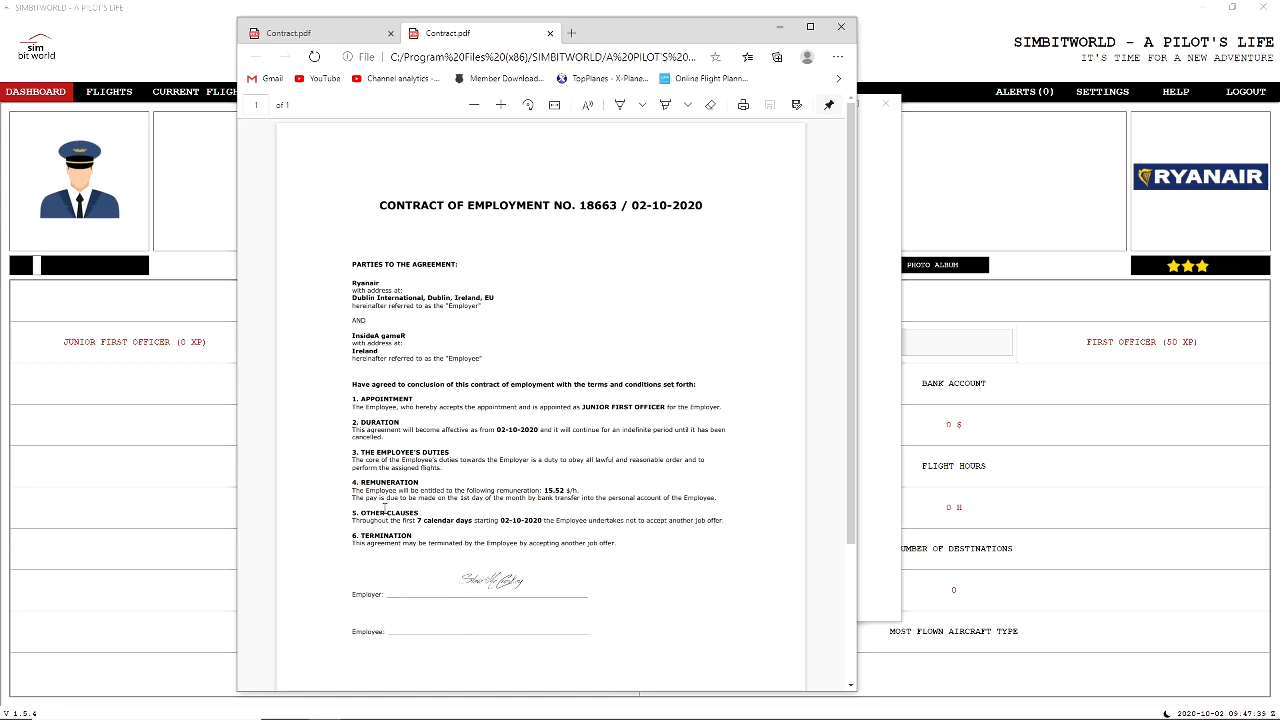 SIMBITWORLD - A PILOT'S LIFE
sim
bit world
SIMBITWORLD - A PILOT'S LIFE
IT'S TIME FOR A NEW ADVENTURE
DASHBOARD FLIGHTS CURRENT FLIGH
ALERTS(0) SETTINGS HELP LOGOUT
Contract.pdf Contract.pdf
File C:/Program%20Files%20(x86)/SIMBITWORLD/A%20PILOT'S%20...
Gmail YouTube Channel analytics -... Member Download... TopPlanes - X-Plane... Online Flight Plann...
1 of 1
RYANAIR
PHOTO ALBUM
CONTRACT OF EMPLOYMENT NO. 18663 / 02-10-2020
PARTIES TO THE AGREEMENT:
Ryanair
with address at:
Dublin International, Dublin, Ireland, EU
hereinafter referred to as the "Employer"
AND
InsideA gameR
with address at:
Ireland
hereinafter referred to as the "Employee"
Have agreed to conclusion of this contract of employment with the terms and conditions set forth:
1. APPOINTMENT
The Employee, who hereby accepts the appointment and is appointed as JUNIOR FIRST OFFICER for the Employer.
2. DURATION
This agreement will become affective as from 02-10-2020 and it will continue for an indefinite period until it has been
cancelled.
3. THE EMPLOYEE'S DUTIES
The core of the Employee's duties towards the Employer is a duty to obey all lawful and reasonable order and to
perform the assigned flights.
4. REMUNERATION
The Employee will be entitled to the following remuneration: 15.52 $/h.
The pay is due to be made on the 1st day of the month by bank transfer into the personal account of the Employee.
5. OTHER CLAUSES
Throughout the first 7 calendar days starting 02-10-2020 the Employee undertakes not to accept another job offer.
6. TERMINATION
This agreement may be terminated by the Employee by accepting another job offer.
Employer:
Employee:
JUNIOR FIRST OFFICER (0 XP)
FIRST OFFICER (50 XP)
BANK ACCOUNT
0 $
FLIGHT HOURS
0 H
UMBER OF DESTINATIONS
0
MOST FLOWN AIRCRAFT TYPE
V 1.5.4
2020-10-02 09:47:39 Z